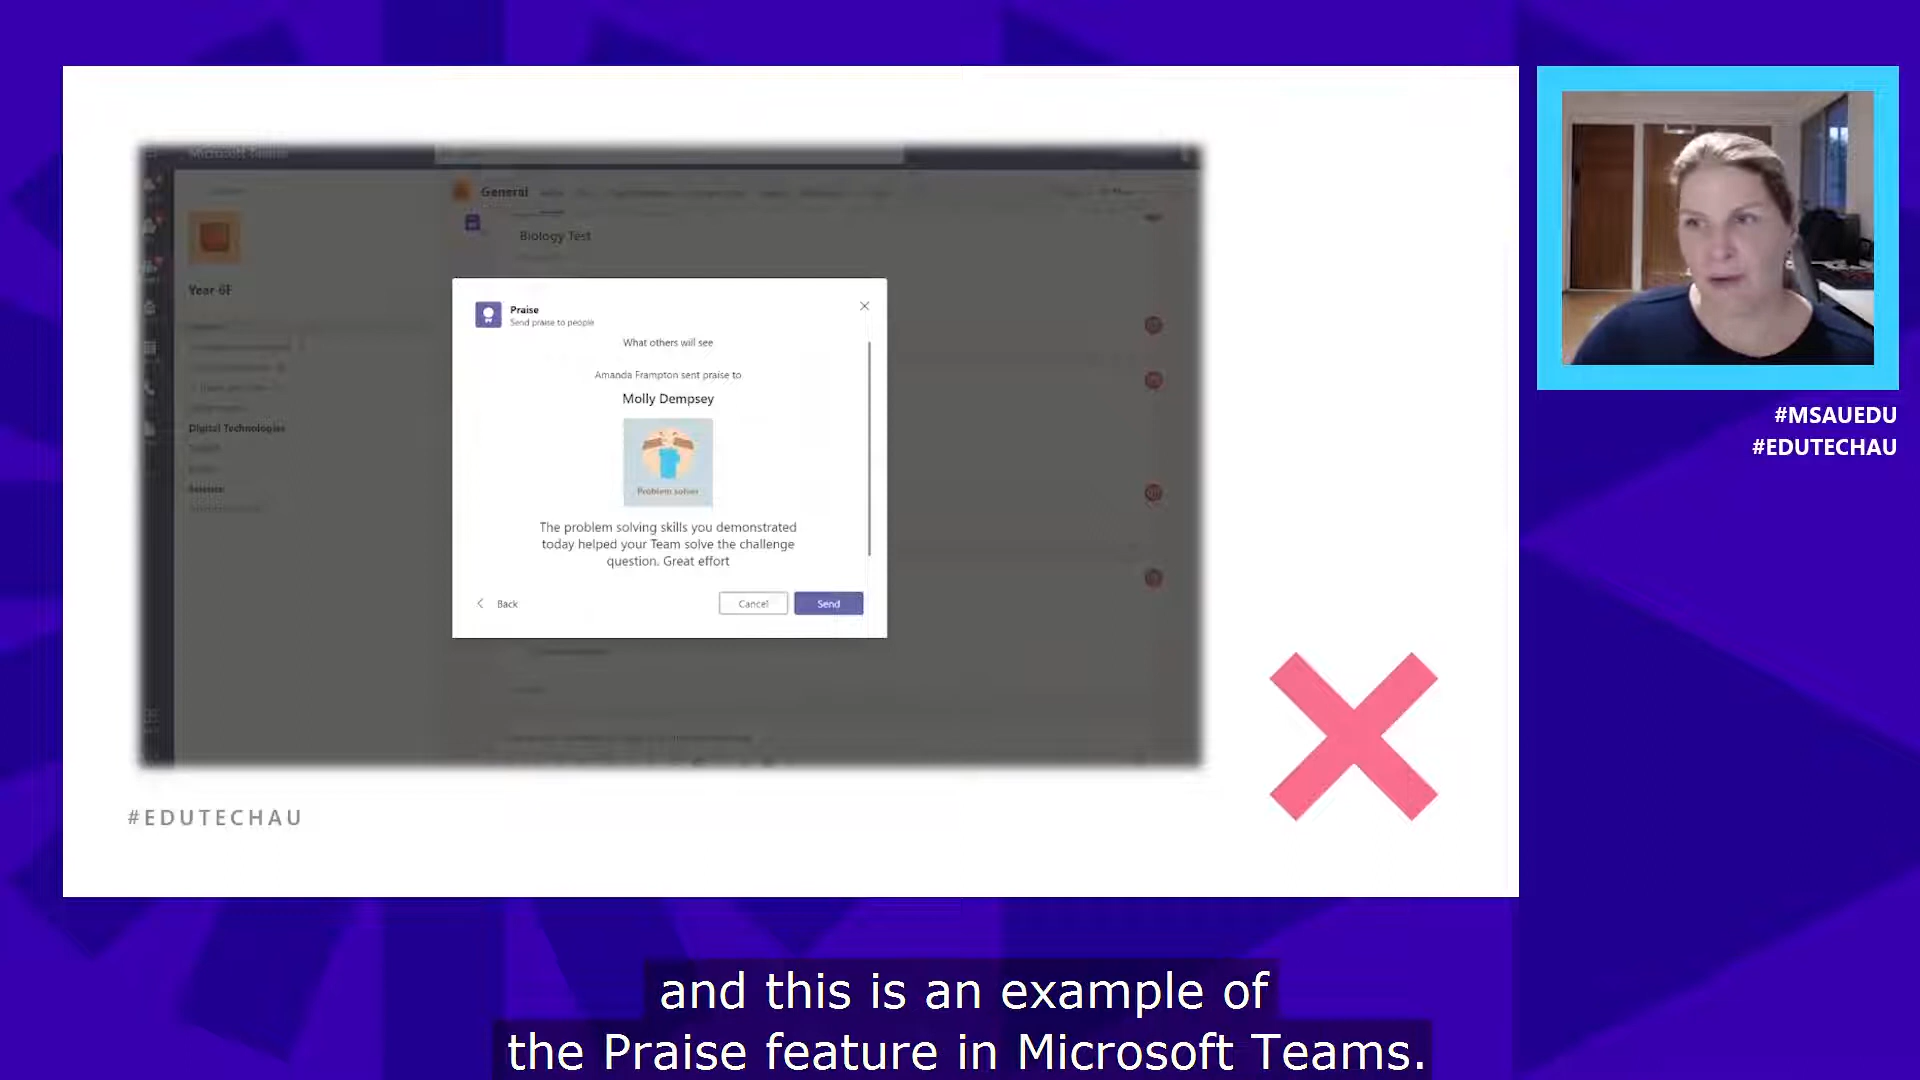 Microsoft Teams
General
Biology Test
Year 6F
Praise
Send praise to people
What others will see
Amanda Frampton sent praise to
Molly Dempsey
Problem solver
The problem solving skills you demonstrated
today helped your Team solve the challenge
question. Great effort
Back
Cancel
Send
Digital Technologies
Science
#EDUTECHAU
#MSAUEDU
#EDUTECHAU
and this is an example of
the Praise feature in Microsoft Teams.